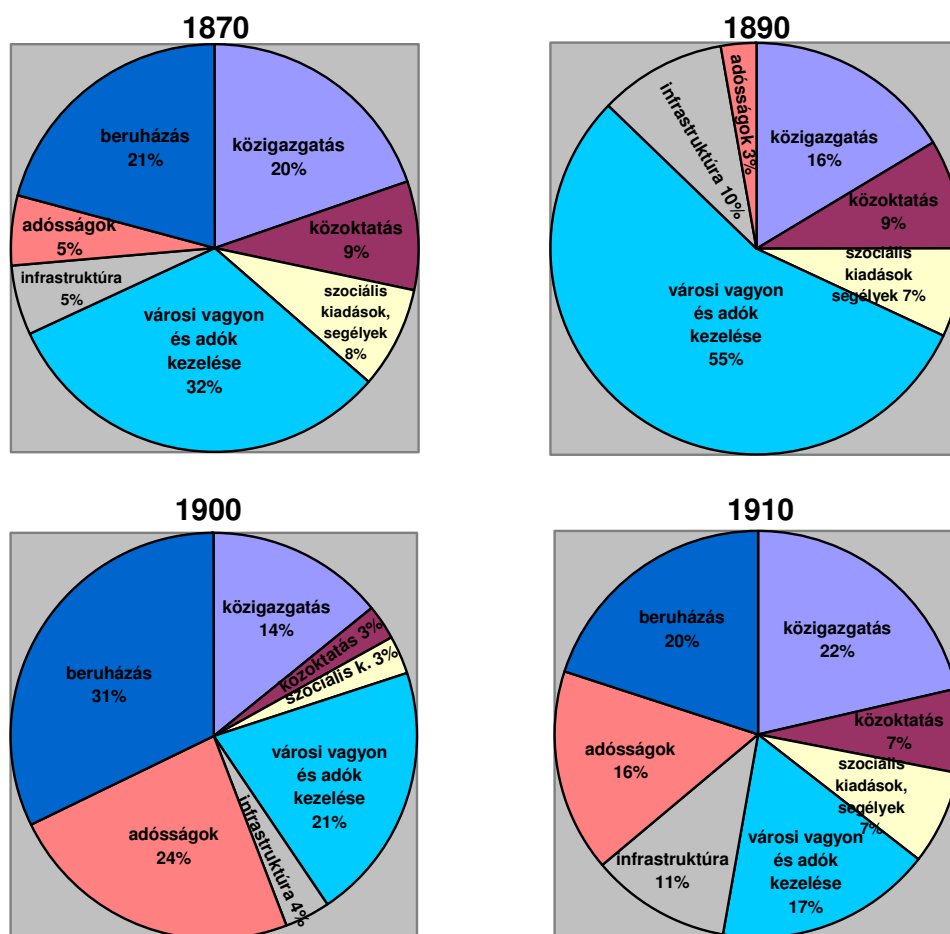 1870
beruházás
21%
közigazgatás
20%
adósságok
5%
közoktatás
9%
infrastruktúra
5%
szociális
kiadások,
segélyek
8%
városi vagyon
és adók
kezelése
32%
1890
adósságok 3%
infrastruktúra 10%
közigazgatás
16%
közoktatás
9%
szociális
kiadások
segélyek 7%
városi vagyon
és adók
kezelése
55%
1900
közigazgatás
14%
közoktatás 3%
szociális k. 3%
beruházás
31%
városi vagyon
és adók
kezelése
21%
infrastruktúra 4%
adósságok
24%
1910
beruházás
20%
közigazgatás
22%
közoktatás
7%
adósságok
16%
szociális
kiadások,
segélyek
7%
infrastruktúra
11%
városi vagyon
és adók
kezelése
17%